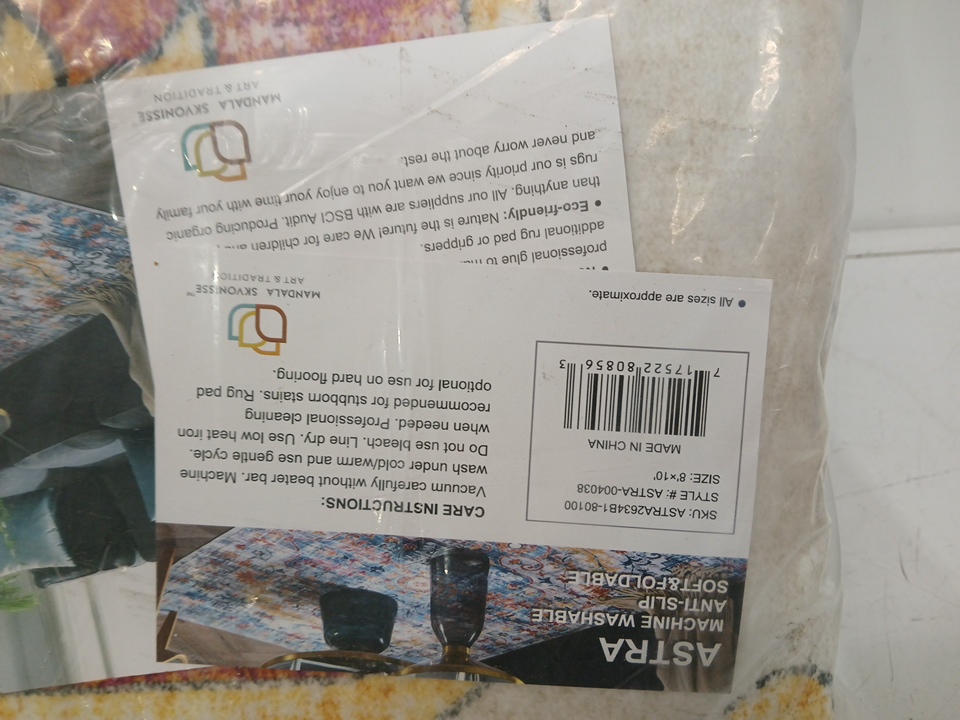 ASTRA
MACHINE WASHABLE
ANTI-SLIP
SOFT&FOLDABLE
SKU: ASTRA2634B1-80100
STYLE #: ASTRA-004038
SIZE: 8'×10'
MADE IN CHINA
7 17522 80856 3
● All sizes are approximate.
CARE INSTRUCTIONS:
Vacuum carefully without beater bar. Machine
wash under cold/warm and use gentle cycle.
Do not use bleach. Line dry. Use low heat iron
when needed. Professional cleaning
recommended for stubborn stains. Rug pad
optional for use on hard flooring.
MANDALA SKVONISSE™
ART & TRADITION
professional glue to
additional rug pad or grippers.
● Eco-friendly: Nature is the future! We care for children
than anything. All our suppliers are with BSCI Audit. Producing organic
rugs is our priority since we want you to enjoy your time with your family
and never worry about the rest.
MANDALA SKVONISSE™
ART & TRADITION